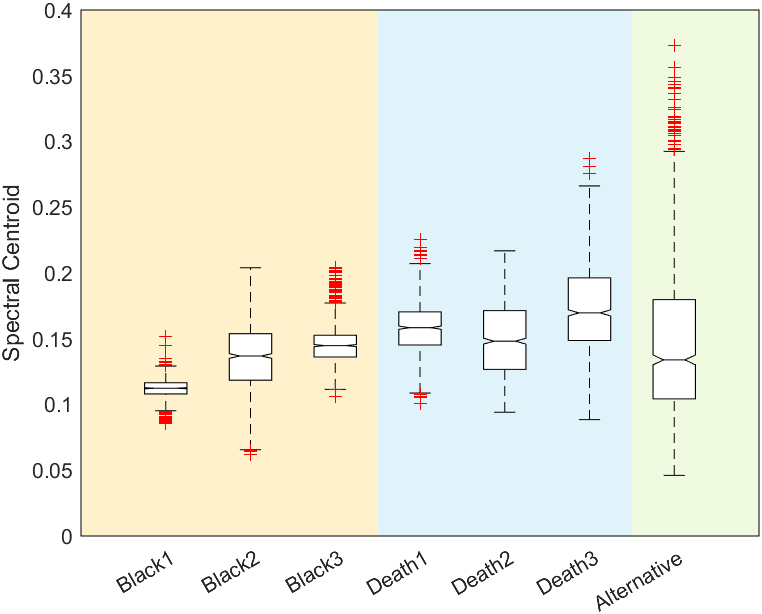 0.4
0.35
0.3
0.25
0.2
0.15
0.1
0.05
0
Spectral Centroid
Black1
Black2
Black3
Death1
Death2
Death3
Alternative